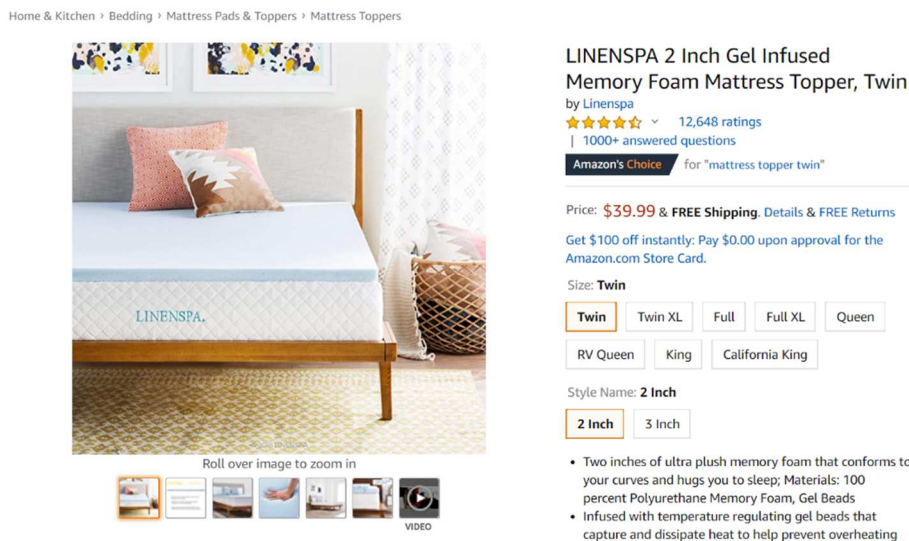 Home & Kitchen › Bedding › Mattress Pads & Toppers › Mattress Toppers
LINENSPA.
Roll over image to zoom in
VIDEO
LINENSPA 2 Inch Gel Infused
Memory Foam Mattress Topper, Twin
by Linenspa
12,648 ratings
| 1000+ answered questions
Amazon's Choice for "mattress topper twin"
Price: $39.99 & FREE Shipping. Details & FREE Returns
Get $100 off instantly: Pay $0.00 upon approval for the
Amazon.com Store Card.
Size: Twin
Twin Twin XL Full Full XL Queen
RV Queen King California King
Style Name: 2 Inch
2 Inch 3 Inch
• Two inches of ultra plush memory foam that conforms to
your curves and hugs you to sleep; Materials: 100
percent Polyurethane Memory Foam, Gel Beads
• Infused with temperature regulating gel beads that
capture and dissipate heat to help prevent overheating